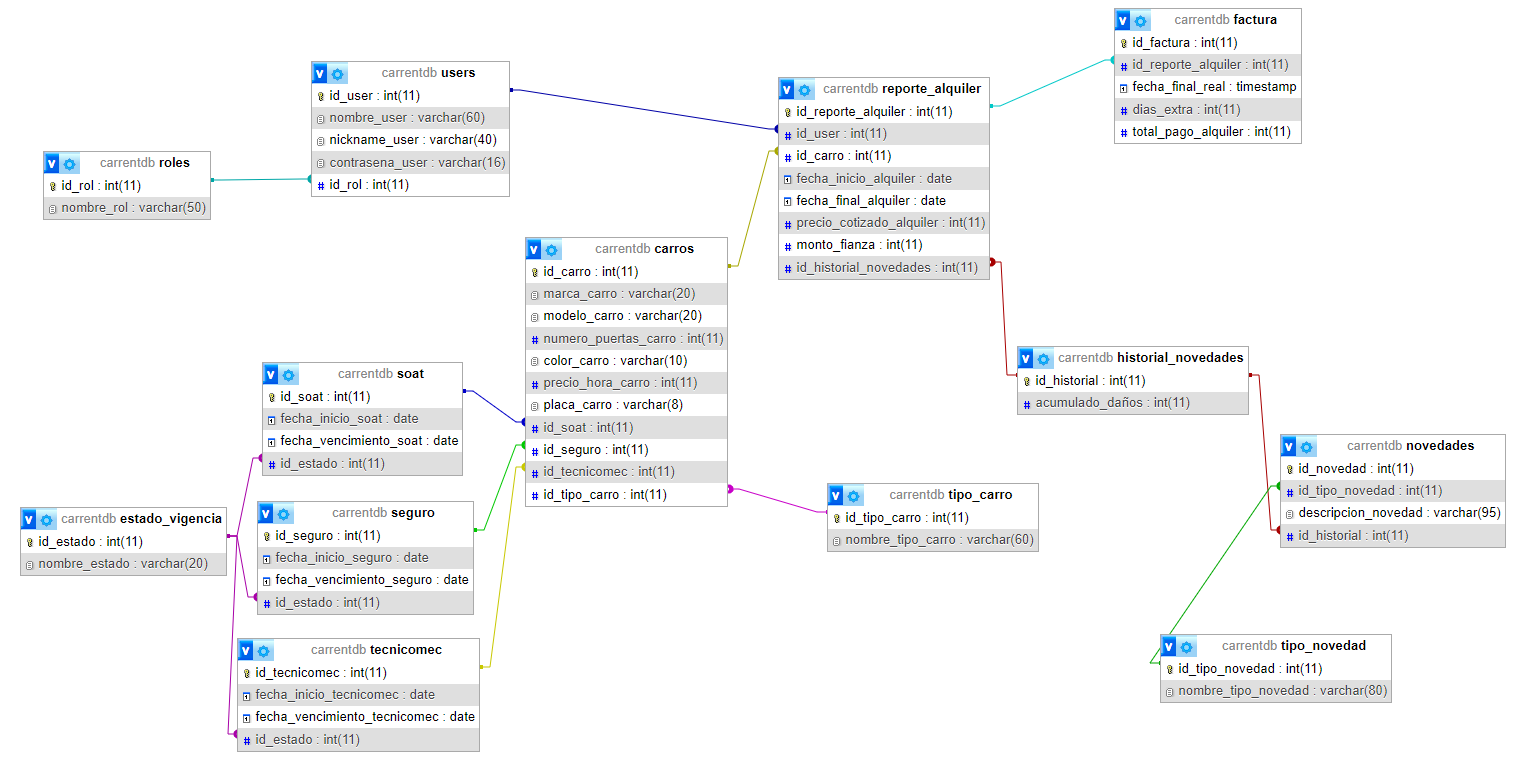 carrentdb factura
id_factura : int(11)
id_reporte_alquiler : int(11)
fecha_final_real : timestamp
dias_extra : int(11)
total_pago_alquiler : int(11)
carrentdb users
id_user : int(11)
nombre_user : varchar(60)
nickname_user : varchar(40)
contrasena_user : varchar(16)
id_rol : int(11)
carrentdb reporte_alquiler
id_reporte_alquiler : int(11)
id_user : int(11)
id_carro : int(11)
fecha_inicio_alquiler : date
fecha_final_alquiler : date
precio_cotizado_alquiler : int(11)
monto_fianza : int(11)
id_historial_novedades : int(11)
carrentdb roles
id_rol : int(11)
nombre_rol : varchar(50)
carrentdb carros
id_carro : int(11)
marca_carro : varchar(20)
modelo_carro : varchar(20)
numero_puertas_carro : int(11)
color_carro : varchar(10)
precio_hora_carro : int(11)
placa_carro : varchar(8)
id_soat : int(11)
id_seguro : int(11)
id_tecnicomec : int(11)
id_tipo_carro : int(11)
carrentdb historial_novedades
id_historial : int(11)
acumulado_daños : int(11)
carrentdb soat
id_soat : int(11)
fecha_inicio_soat : date
fecha_vencimiento_soat : date
id_estado : int(11)
carrentdb novedades
id_novedad : int(11)
id_tipo_novedad : int(11)
descripcion_novedad : varchar(95)
id_historial : int(11)
carrentdb tipo_carro
id_tipo_carro : int(11)
nombre_tipo_carro : varchar(60)
carrentdb estado_vigencia
id_estado : int(11)
nombre_estado : varchar(20)
carrentdb seguro
id_seguro : int(11)
fecha_inicio_seguro : date
fecha_vencimiento_seguro : date
id_estado : int(11)
carrentdb tecnicomec
id_tecnicomec : int(11)
fecha_inicio_tecnicomec : date
fecha_vencimiento_tecnicomec : date
id_estado : int(11)
carrentdb tipo_novedad
id_tipo_novedad : int(11)
nombre_tipo_novedad : varchar(80)